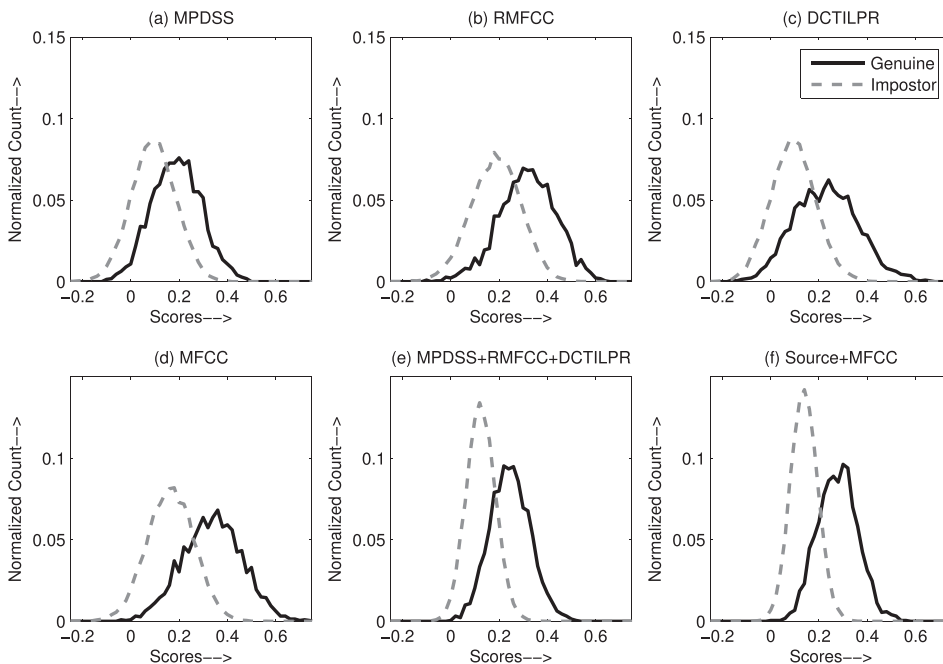 (a) MPDSS
(b) RMFCC
(c) DCTILPR
0.15
0.1
0.05
0
Normalized Count-->
−0.2 0 0.2 0.4 0.6
Scores-->
0.15
0.1
0.05
0
Normalized Count-->
−0.2 0 0.2 0.4 0.6
Scores-->
0.15
0.1
0.05
0
Normalized Count-->
−0.2 0 0.2 0.4 0.6
Scores-->
Genuine
Impostor
(d) MFCC
(e) MPDSS+RMFCC+DCTILPR
(f) Source+MFCC
0.1
0.05
0
Normalized Count-->
−0.2 0 0.2 0.4 0.6
Scores-->
0.1
0.05
0
Normalized Count-->
−0.2 0 0.2 0.4 0.6
Scores-->
0.1
0.05
0
Normalized Count-->
−0.2 0 0.2 0.4 0.6
Scores-->